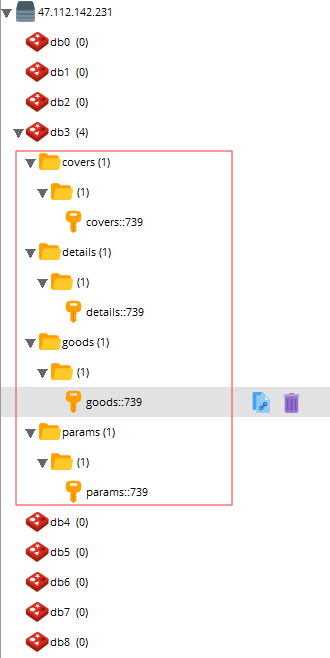 47.112.142.231
db0 (0)
db1 (0)
db2 (0)
db3 (4)
covers (1)
(1)
covers::739
details (1)
(1)
details::739
goods (1)
(1)
goods::739
params (1)
(1)
params::739
db4 (0)
db5 (0)
db6 (0)
db7 (0)
db8 (0)